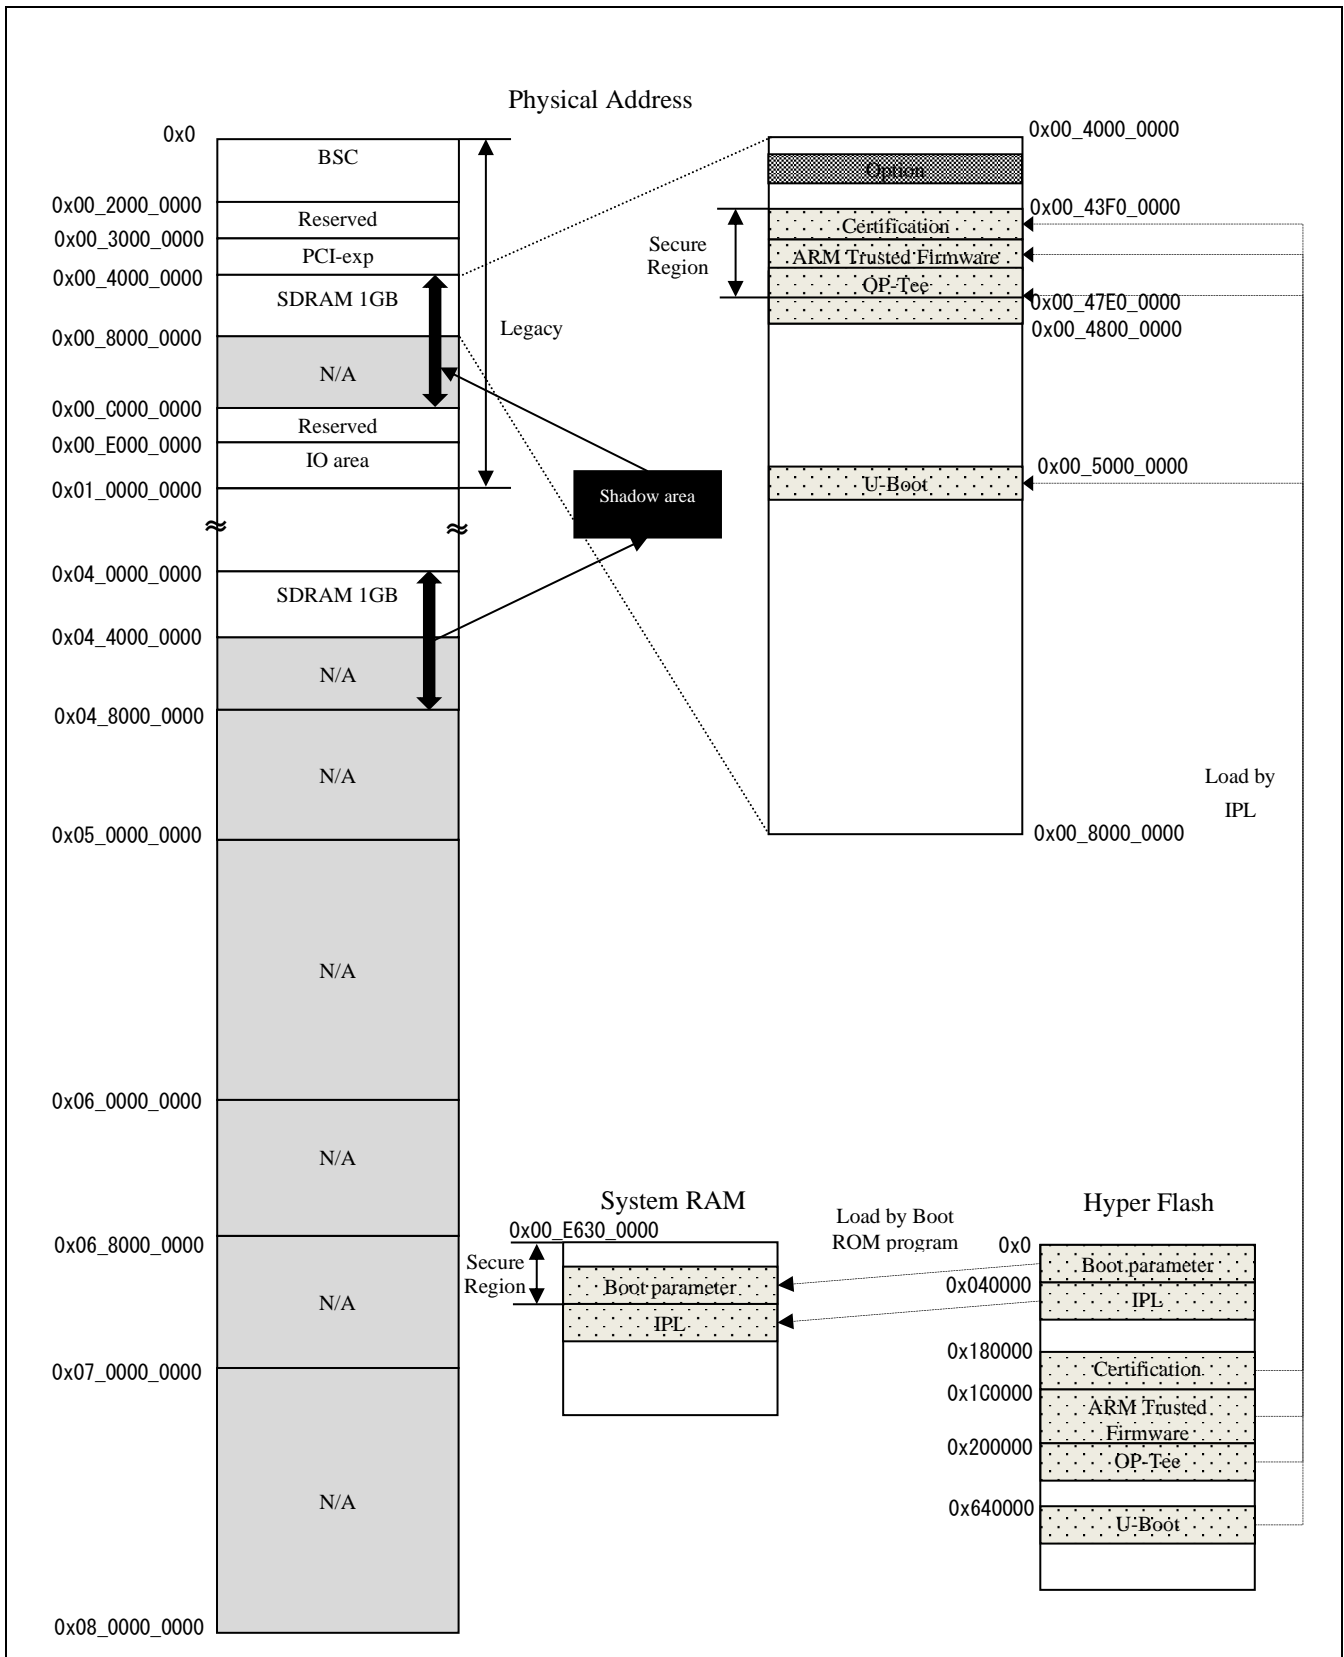 Physical Address
0x0
BSC
0x00_2000_0000
Reserved
0x00_3000_0000
PCI-exp
0x00_4000_0000
SDRAM 1GB
0x00_8000_0000
N/A
0x00_C000_0000
Reserved
0x00_E000_0000
IO area
0x01_0000_0000
Legacy
Shadow area
0x04_0000_0000
SDRAM 1GB
0x04_4000_0000
N/A
0x04_8000_0000
N/A
0x05_0000_0000
N/A
0x06_0000_0000
N/A
0x06_8000_0000
N/A
0x07_0000_0000
N/A
0x08_0000_0000
0x00_4000_0000
Option
0x00_43F0_0000
Certification
Secure
Region
ARM Trusted Firmware
OP-Tee
0x00_47E0_0000
0x00_4800_0000
0x00_5000_0000
U-Boot
0x00_8000_0000
Load by
IPL
System RAM
0x00_E630_0000
Secure
Region
Boot parameter
IPL
Load by Boot
ROM program
Hyper Flash
0x0
Boot parameter
0x040000
IPL
0x180000
Certification
0x1C0000
ARM Trusted
Firmware
0x200000
OP-Tee
0x640000
U-Boot